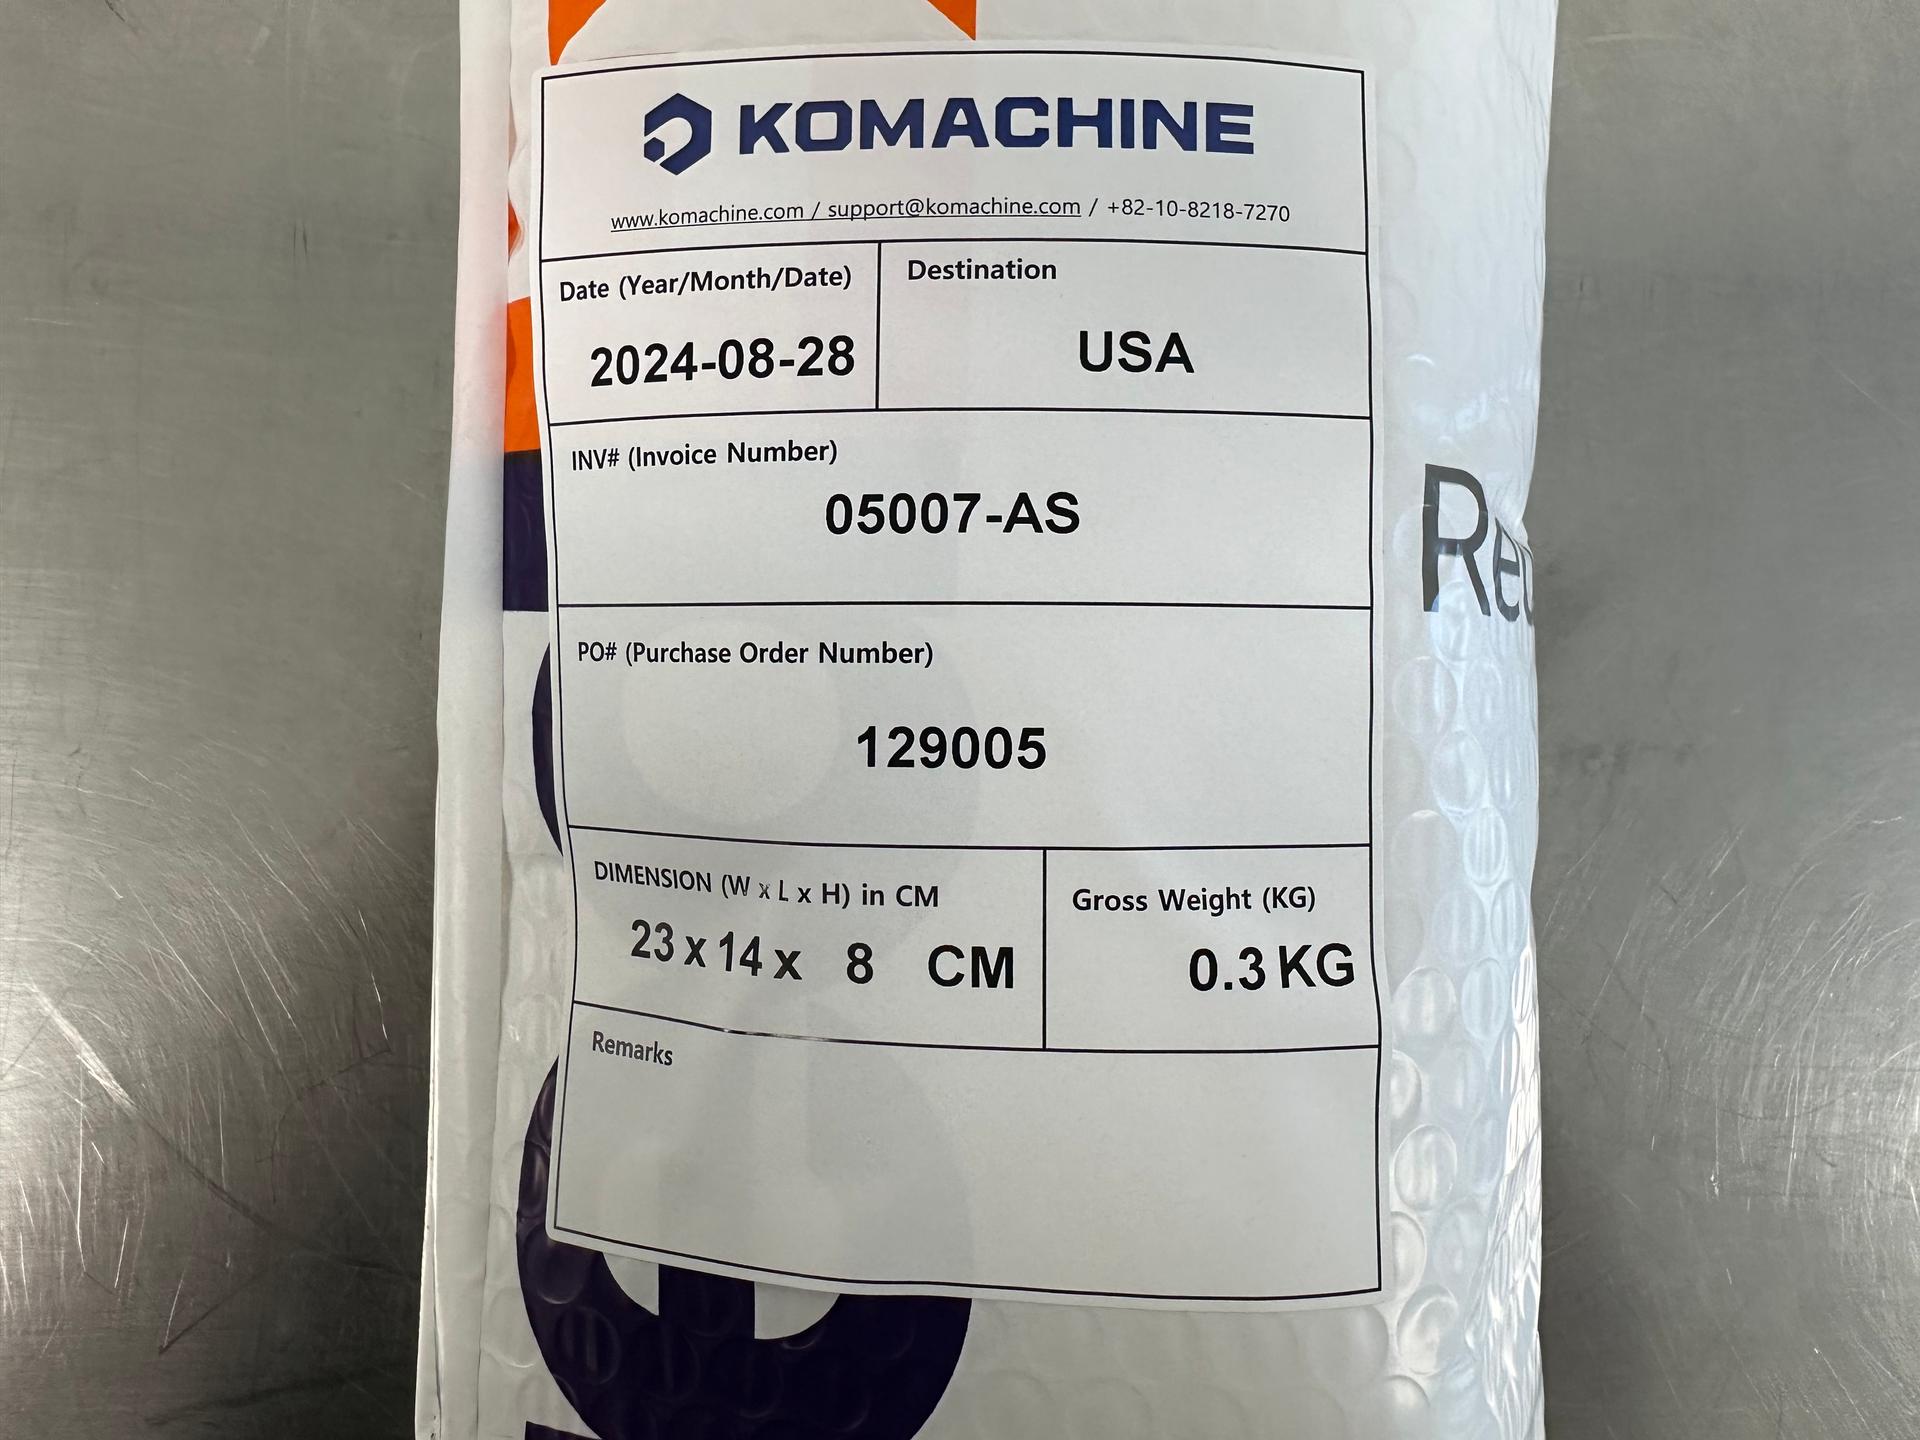 KOMACHINE
www.komachine.com / support@komachine.com / +82-10-8218-7270
Date (Year/Month/Date)
2024-08-28
Destination
USA
INV# (Invoice Number)
05007-AS
PO# (Purchase Order Number)
129005
DIMENSION (W x L x H) in CM
23 x 14 x 8 CM
Gross Weight (KG)
0.3 KG
Remarks